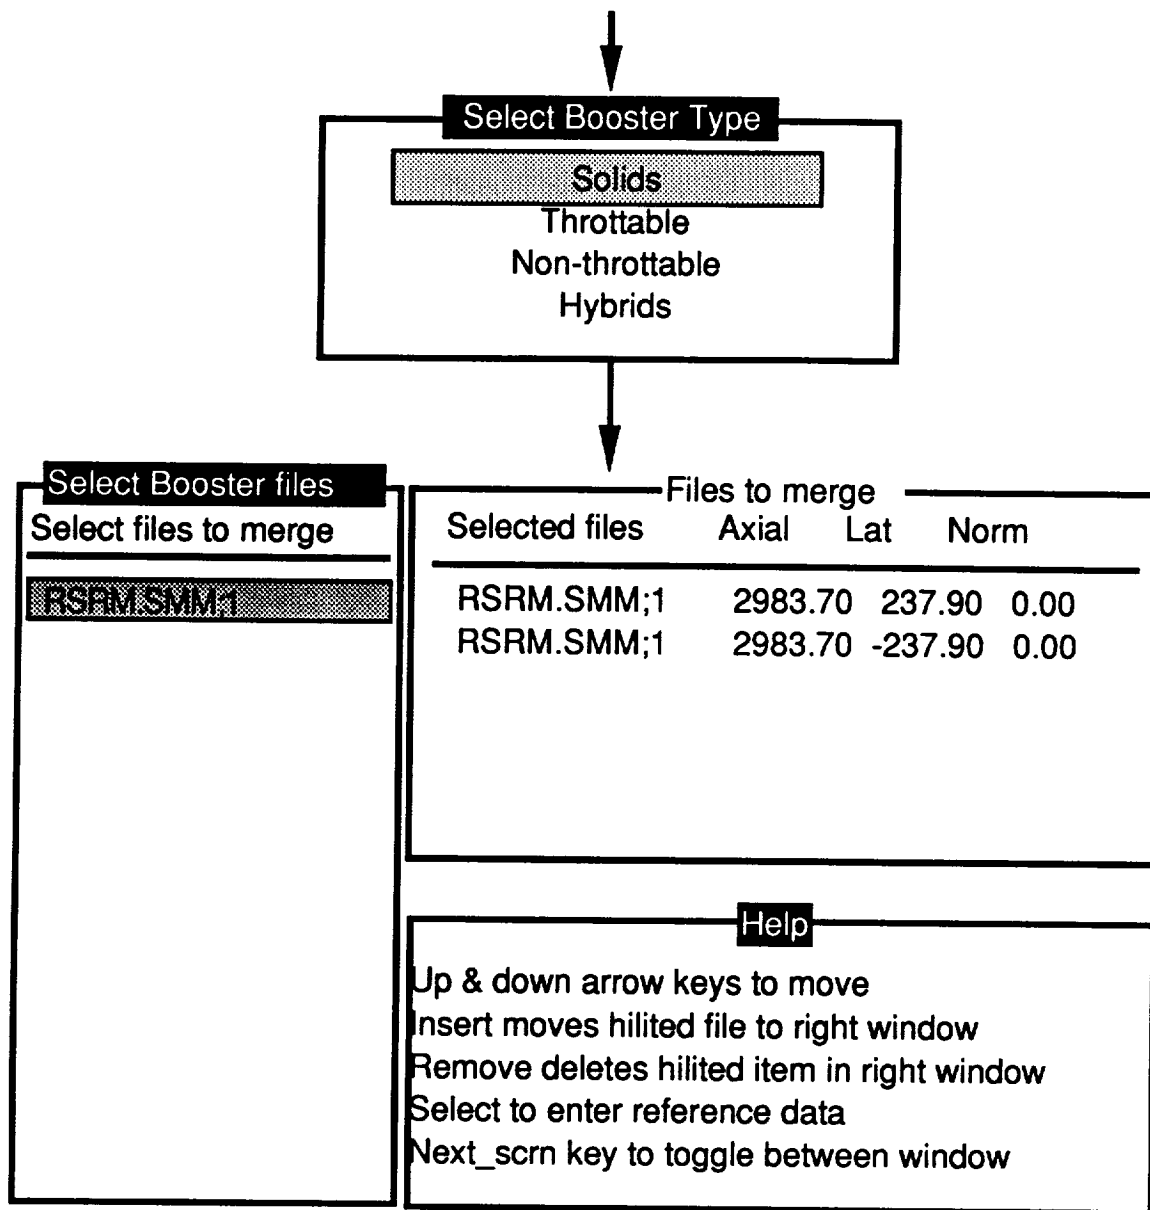 Select Booster Type
Solids
Throttable
Non-throttable
Hybrids
Select Booster files
Select files to merge
RSRM.SMM;1
Files to merge
Selected files Axial Lat Norm
RSRM.SMM;1 2983.70 237.90 0.00
RSRM.SMM;1 2983.70 -237.90 0.00
Help
Up & down arrow keys to move
Insert moves hilited file to right window
Remove deletes hilited item in right window
Select to enter reference data
Next_scrn key to toggle between window